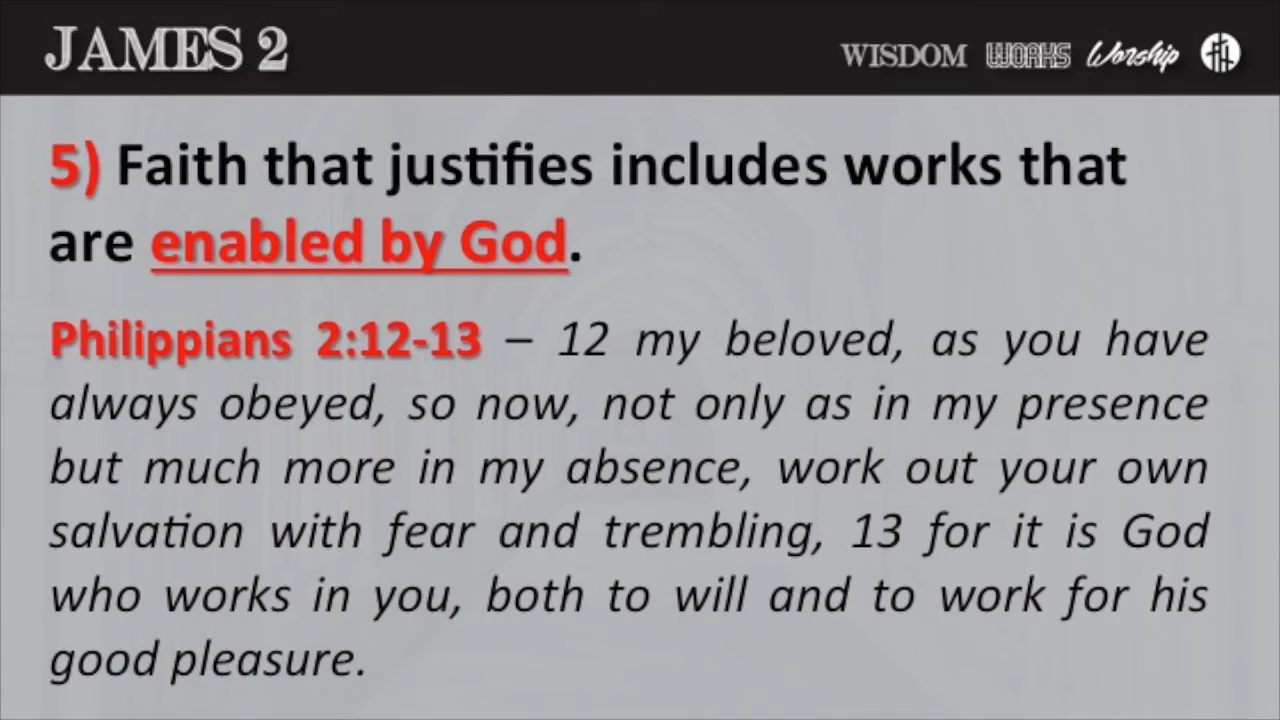 JAMES 2
WISDOM WORKS Worship
5) Faith that justifies includes works that
are enabled by God.
Philippians 2:12-13 – 12 my beloved, as you have
always obeyed, so now, not only as in my presence
but much more in my absence, work out your own
salvation with fear and trembling, 13 for it is God
who works in you, both to will and to work for his
good pleasure.